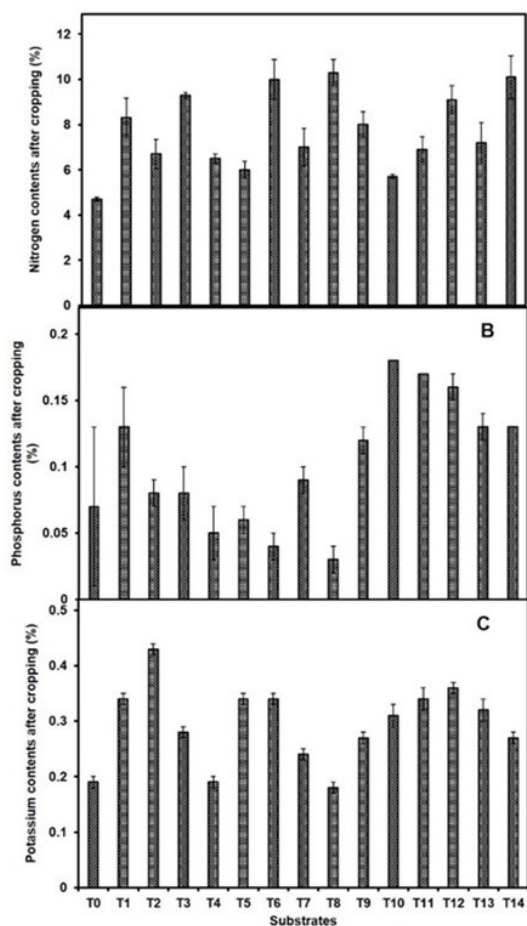 Nitrogen contents after cropping (%)
12
10
8
6
4
2
0
B
Phosphorus contents after cropping
(%)
0.2
0.15
0.1
0.05
0
C
Potassium contents after cropping (%)
0.5
0.4
0.3
0.2
0.1
0
T0 T1 T2 T3 T4 T5 T6 T7 T8 T9 T10 T11 T12 T13 T14
Substrates